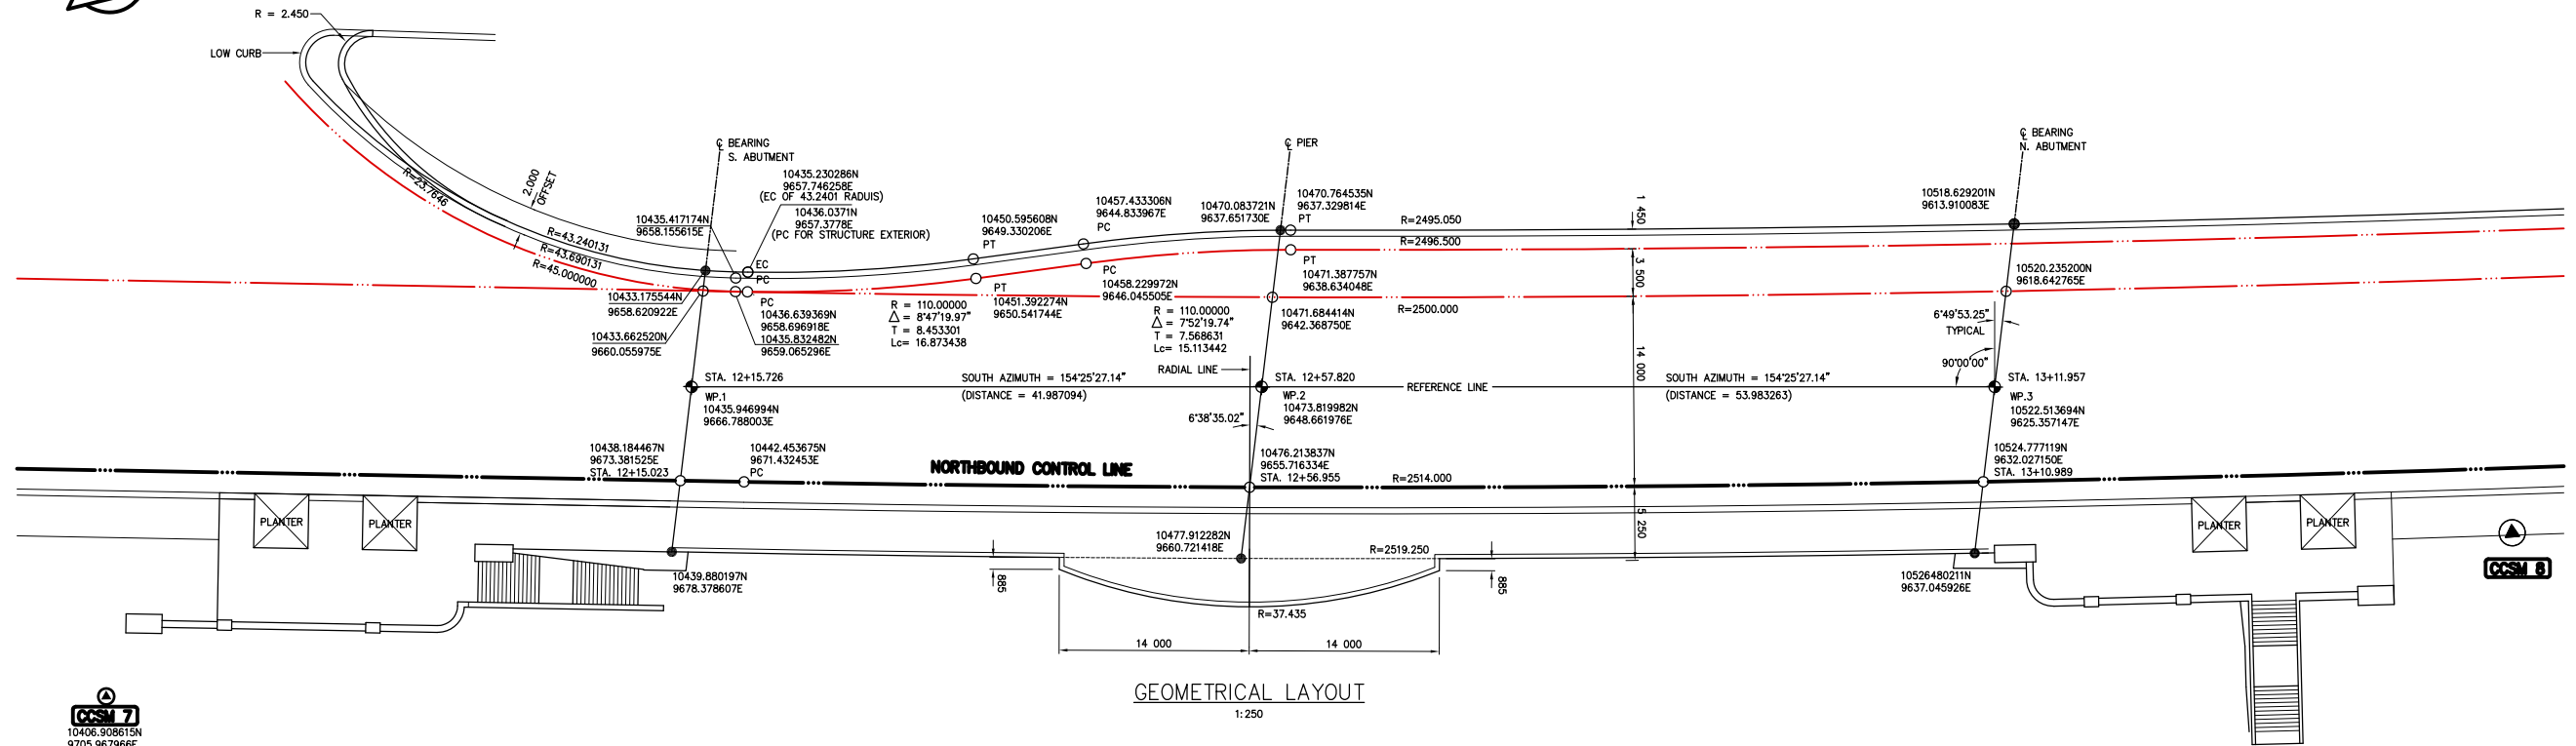 R = 2.450
LOW CURB
R=23.7646
2.000
OFFSET
R=43.240131
R=43.690131
R=45.00000
℄ BEARING
S. ABUTMENT
10435.230286N
9657.746258E
(EC OF 43.2401 RADUIS)
10436.0371N
9657.3778E
(PC FOR STRUCTURE EXTERIOR)
10435.417174N
9658.155615E
EC
PC
10433.175544N
9658.620922E
10433.662520N
9660.055975E
PC
10436.639369N
9658.696918E
10435.832482N
9659.065296E
10450.595608N
9649.330206E
PT
10457.433306N
9644.833967E
PC
PT
10451.392274N
9650.541744E
PC
10458.229972N
9646.045505E
R = 110.00000
△ = 8°47'19.97"
T = 8.453301
Lc= 16.873438
R = 110.00000
△ = 7°52'19.74"
T = 7.568631
Lc= 15.113442
℄ PIER
10470.083721N
9637.651730E
10470.764535N
9637.329814E
PT
PT
10471.387757N
9638.634048E
10471.684414N
9642.368750E
R=2495.050
R=2496.500
R=2500.000
1 450
3 500
14 000
5 250
℄ BEARING
N. ABUTMENT
10518.629201N
9613.910083E
10520.235200N
9618.642765E
6°49'53.25"
TYPICAL
90°00'00"
STA. 12+15.726
WP.1
10435.946994N
9666.788003E
SOUTH AZIMUTH = 154°25'27.14"
(DISTANCE = 41.987094)
RADIAL LINE
STA. 12+57.820
WP.2
10473.819982N
9648.661976E
6°38'35.02"
REFERENCE LINE
SOUTH AZIMUTH = 154°25'27.14"
(DISTANCE = 53.983263)
STA. 13+11.957
WP.3
10522.513694N
9625.357147E
10438.184467N
9673.381525E
STA. 12+15.023
10442.453675N
9671.432453E
PC
NORTHBOUND CONTROL LINE
10476.213837N
9655.716334E
STA. 12+56.955
R=2514.000
10524.777119N
9632.027150E
STA. 13+10.989
PLANTER
PLANTER
PLANTER
PLANTER
10477.912282N
9660.721418E
R=2519.250
10439.880197N
9678.378607E
885
885
10526480211N
9637.045926E
R=37.435
14 000
14 000
CCSM 8
GEOMETRICAL LAYOUT
1:250
CCSM 7
10406.908615N
9705.967966E